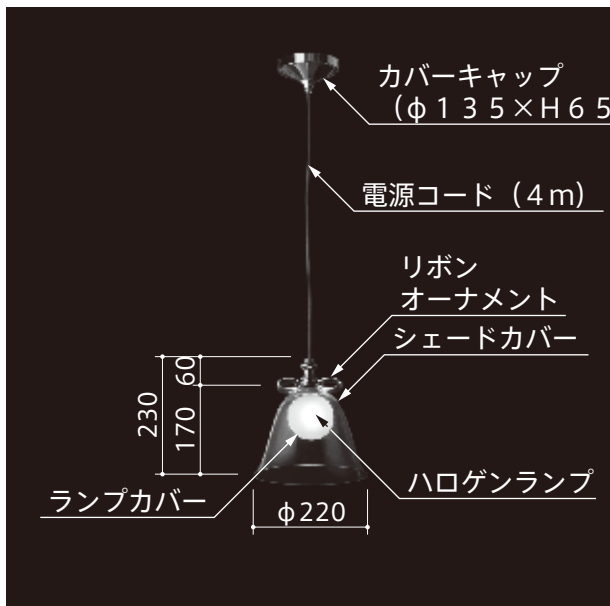 カバーキャップ
（φ１３５×H６５
電源コード（4m）
リボン
オーナメント
シェードカバー
60
230
170
ハロゲンランプ
ランプカバー
φ220